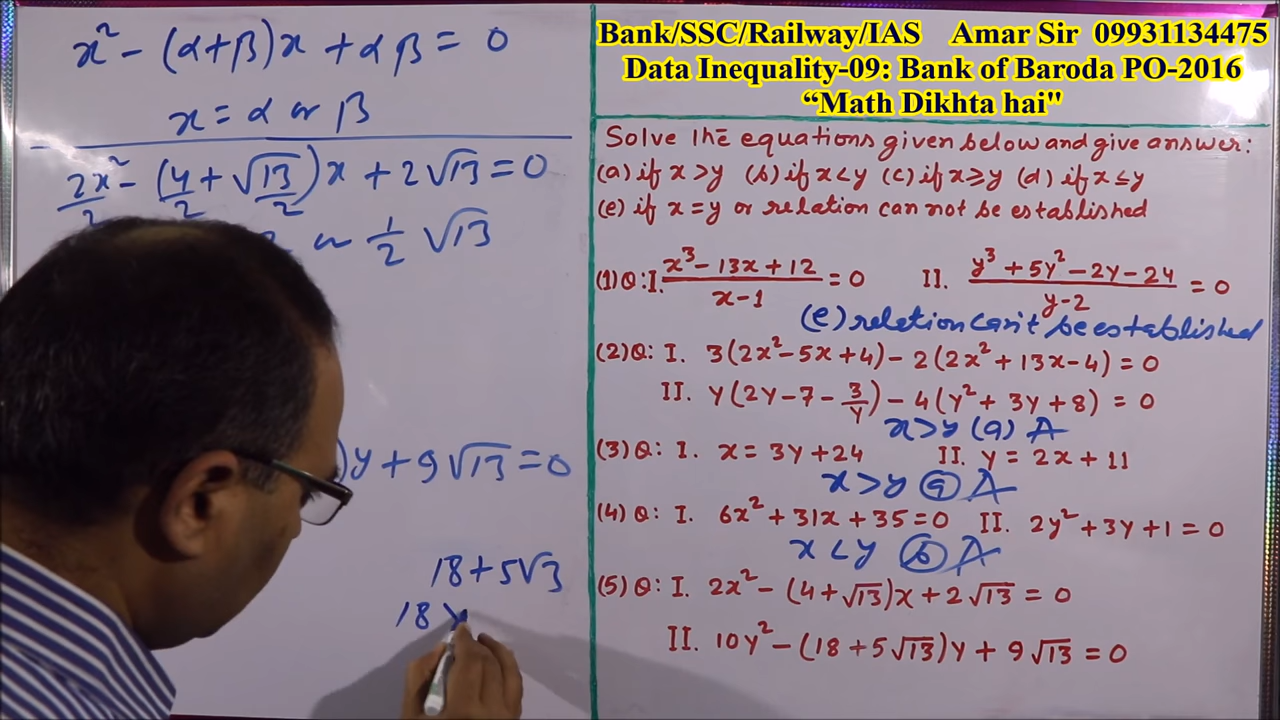 x² - (α+β)x + αβ = 0
x = α or β
2x²/2 - (4/2 + √13/2)x + 2√13 = 0
or 1/2 √13
)y + 9√13 = 0
18+5√3
18
Bank/SSC/Railway/IAS Amar Sir 09931134475
Data Inequality-09: Bank of Baroda PO-2016
“Math Dikhta hai"
Solve the equations given below and give answer:
(a) if x>y (b) if x<y (c) if x≥y (d) if x≤y
(e) if x=y or relation can not be established
(1)Q: I. (x³-13x+12)/(x-1) = 0 II. (y³+5y²-2y-24)/(y-2) = 0
(e) relation can't be established
(2)Q: I. 3(2x²-5x+4) - 2(2x²+13x-4) = 0
II. y(2y-7-3/y) - 4(y²+3y+8) = 0
x>y (a) A
(3)Q: I. x = 3y+24 II. y = 2x+11
x>y (a) A
(4)Q: I. 6x²+31x+35=0 II. 2y²+3y+1=0
x<y (b) A
(5)Q: I. 2x² - (4+√13)x + 2√13 = 0
II. 10y² - (18+5√13)y + 9√13 = 0